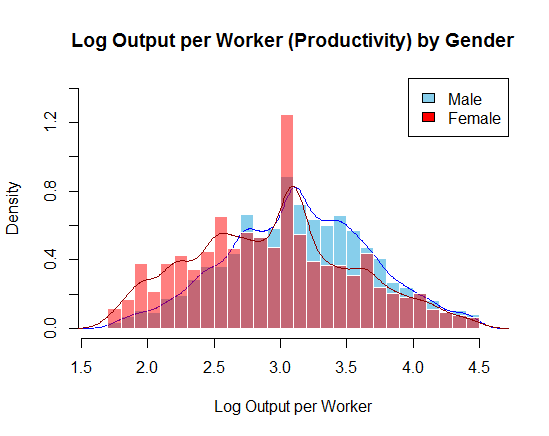 Log Output per Worker (Productivity) by Gender
Male
Female
Density
1.2
0.8
0.4
0.0
1.5 2.0 2.5 3.0 3.5 4.0 4.5
Log Output per Worker